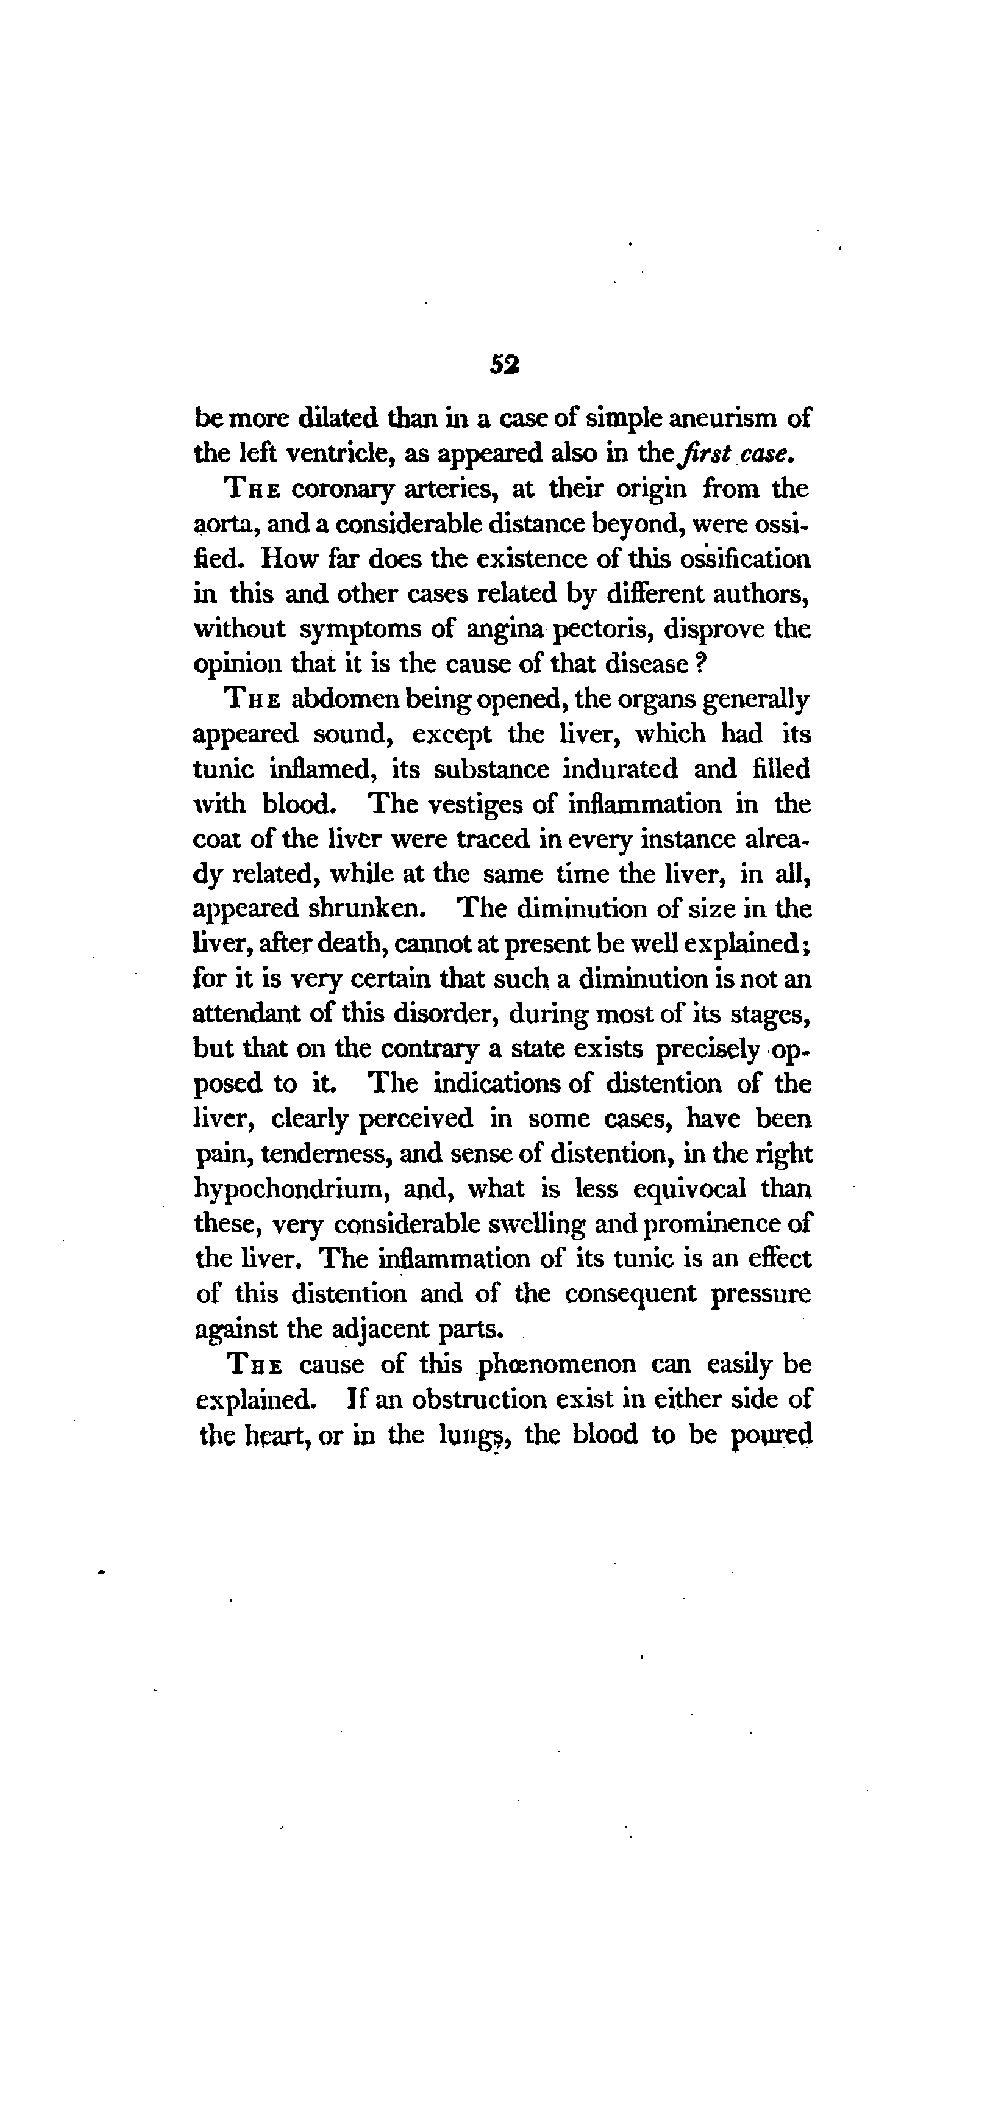 52
be more dilated than in a case of simple aneurism of
the left ventricle, as appeared also in the first case.
THE coronary arteries, at their origin from the
aorta, and a considerable distance beyond, were ossi-
fied. How far does the existence of this ossification
in this and other cases related by different authors,
without symptoms of angina pectoris, disprove the
opinion that it is the cause of that disease ?
THE abdomen being opened, the organs generally
appeared sound, except the liver, which had its
tunic inflamed, its substance indurated and filled
with blood. The vestiges of inflammation in the
coat of the liver were traced in every instance alrea-
dy related, while at the same time the liver, in all,
appeared shrunken. The diminution of size in the
liver, after death, cannot at present be well explained;
for it is very certain that such a diminution is not an
attendant of this disorder, during most of its stages,
but that on the contrary a state exists precisely op-
posed to it. The indications of distention of the
liver, clearly perceived in some cases, have been
pain, tenderness, and sense of distention, in the right
hypochondrium, and, what is less equivocal than
these, very considerable swelling and prominence of
the liver. The inflammation of its tunic is an effect
of this distention and of the consequent pressure
against the adjacent parts.
THE cause of this phœnomenon can easily be
explained. If an obstruction exist in either side of
the heart, or in the lungs, the blood to be poured